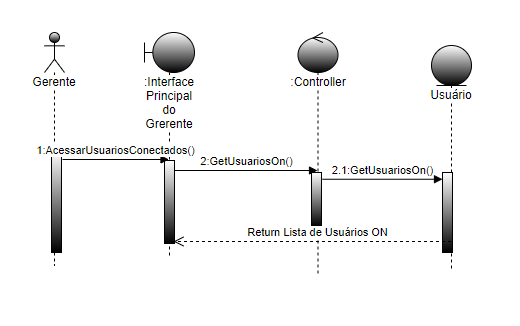 Gerente
:Interface
Principal
do
Grerente
:Controller
Usuário
1:AcessarUsuariosConectados()
2:GetUsuariosOn()
2.1:GetUsuariosOn()
Return Lista de Usuários ON